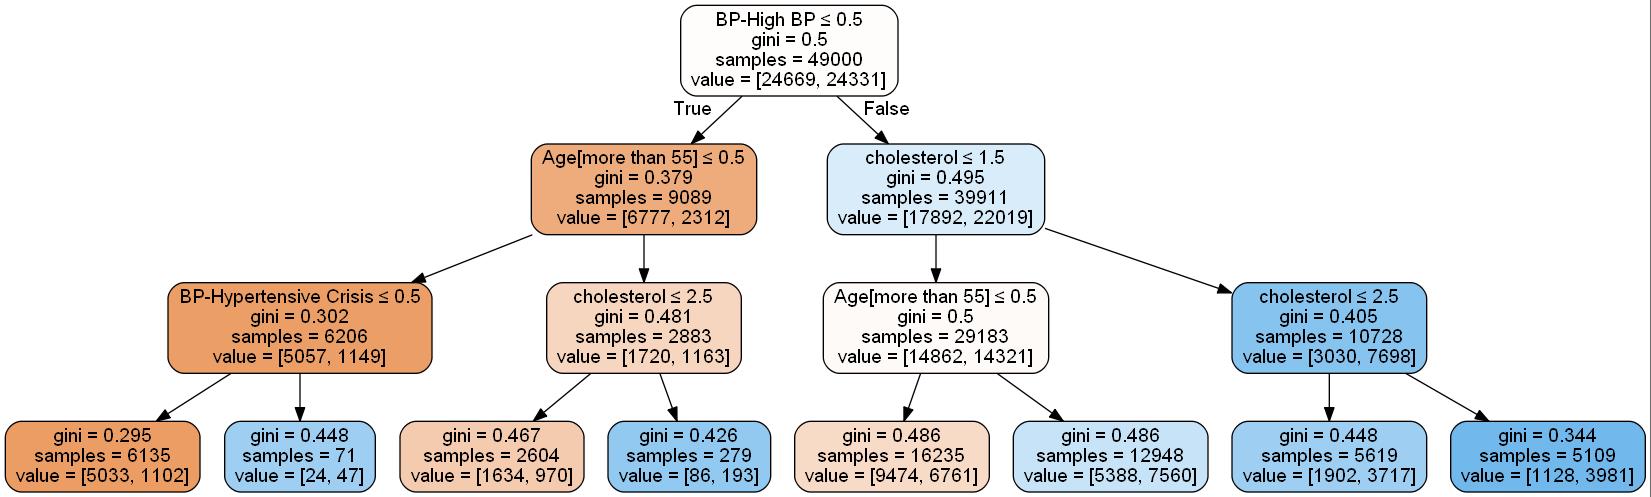 BP-High BP ≤ 0.5
gini = 0.5
samples = 49000
value = [24669, 24331]
True
False
Age[more than 55] ≤ 0.5
gini = 0.379
samples = 9089
value = [6777, 2312]
cholesterol ≤ 1.5
gini = 0.495
samples = 39911
value = [17892, 22019]
BP-Hypertensive Crisis ≤ 0.5
gini = 0.302
samples = 6206
value = [5057, 1149]
cholesterol ≤ 2.5
gini = 0.481
samples = 2883
value = [1720, 1163]
Age[more than 55] ≤ 0.5
gini = 0.5
samples = 29183
value = [14862, 14321]
cholesterol ≤ 2.5
gini = 0.405
samples = 10728
value = [3030, 7698]
gini = 0.295
samples = 6135
value = [5033, 1102]
gini = 0.448
samples = 71
value = [24, 47]
gini = 0.467
samples = 2604
value = [1634, 970]
gini = 0.426
samples = 279
value = [86, 193]
gini = 0.486
samples = 16235
value = [9474, 6761]
gini = 0.486
samples = 12948
value = [5388, 7560]
gini = 0.448
samples = 5619
value = [1902, 3717]
gini = 0.344
samples = 5109
value = [1128, 3981]